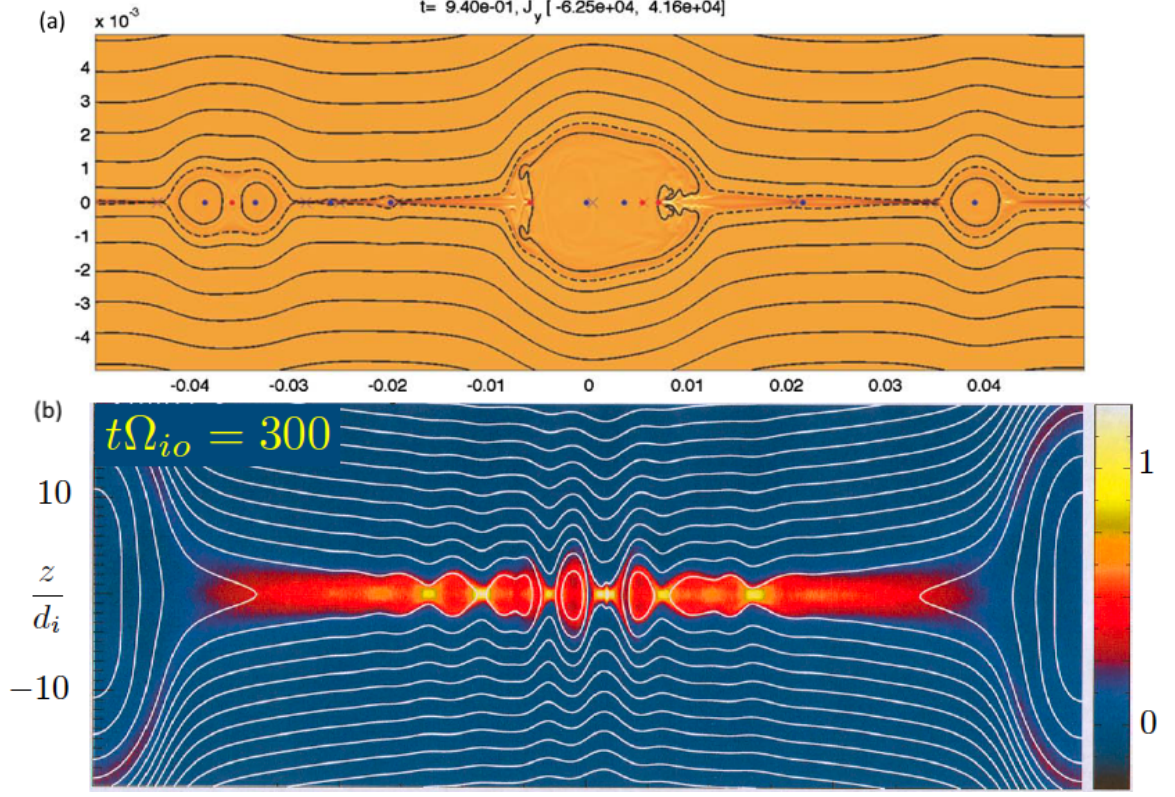 t= 9.40e-01, J_y [ -6.25e+04, 4.16e+04]
(a)
x 10⁻³
4
3
2
1
0
-1
-2
-3
-4
-0.04 -0.03 -0.02 -0.01 0 0.01 0.02 0.03 0.04
(b)
tΩ_{io} = 300
10
z
d_i
−10
1
0